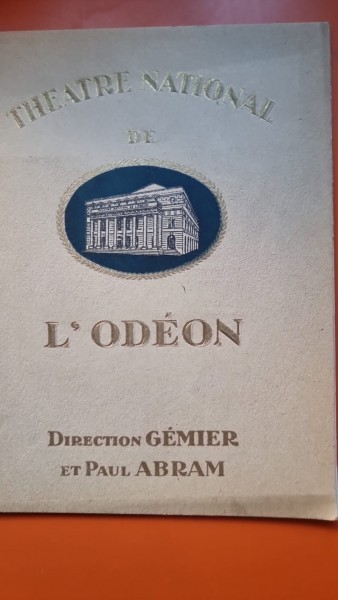 THEATRE NATIONAL
DE
L'ODÉON
DIRECTION GÉMIER
ET PAUL ABRAM